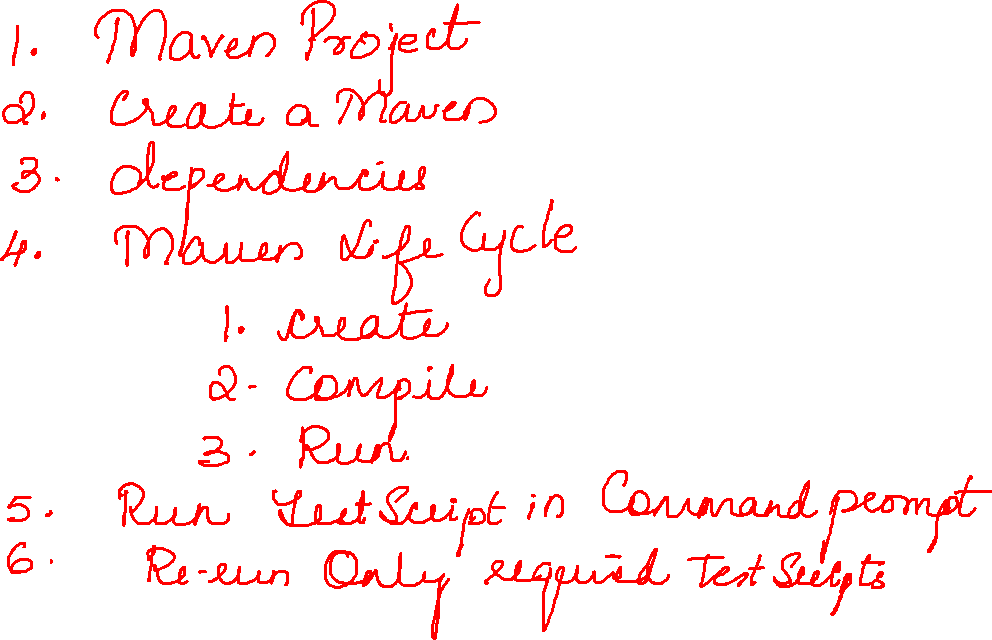 1. Maven Project
2. Create a Maven
3. dependencies
4. Maven Life Cycle
1. create
2- Compile
3. Run.
5. Run TestScript in Command prompt
6. Re-run Only required Test Scripts